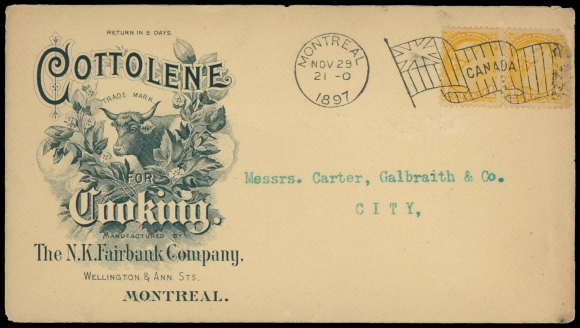 RETURN IN 5 DAYS.
COTTOLENE
TRADE MARK
FOR
Cooking.
MANUFACTURED BY
The N.K. Fairbank Company,
WELLINGTON & ANN STS.
MONTREAL.
MONTREAL
NOV 29
21-0
1897
CANADA
Messrs. Carter, Galbraith & Co.
CITY,